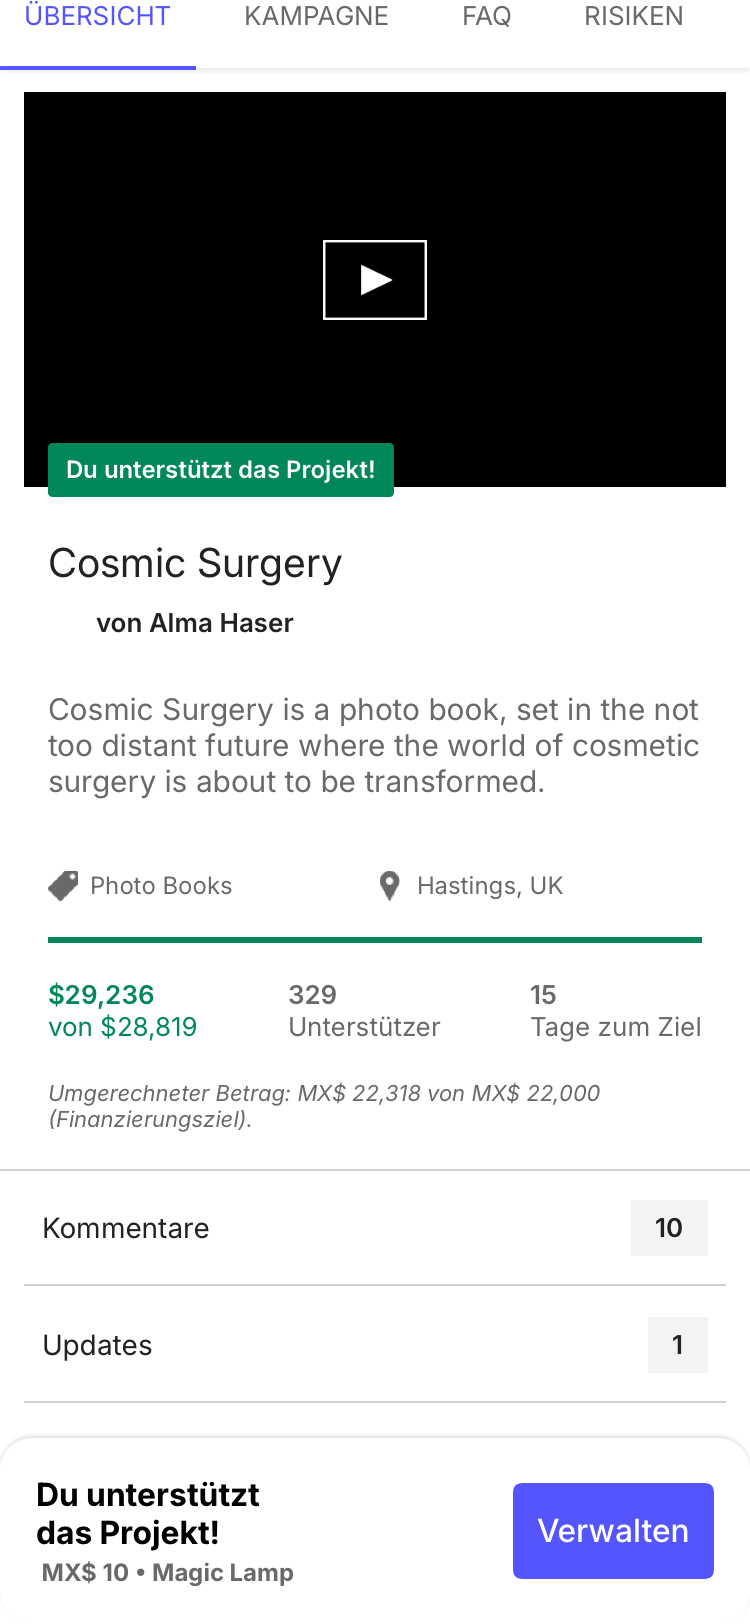 ÜBERSICHT KAMPAGNE FAQ RISIKEN
Du unterstützt das Projekt!
Cosmic Surgery
von Alma Haser
Cosmic Surgery is a photo book, set in the not
too distant future where the world of cosmetic
surgery is about to be transformed.
Photo Books Hastings, UK
$29,236 329 15
von $28,819 Unterstützer Tage zum Ziel
Umgerechneter Betrag: MX$ 22,318 von MX$ 22,000
(Finanzierungsziel).
Kommentare 10
Updates 1
Du unterstützt
das Projekt!
MX$ 10 • Magic Lamp
Verwalten